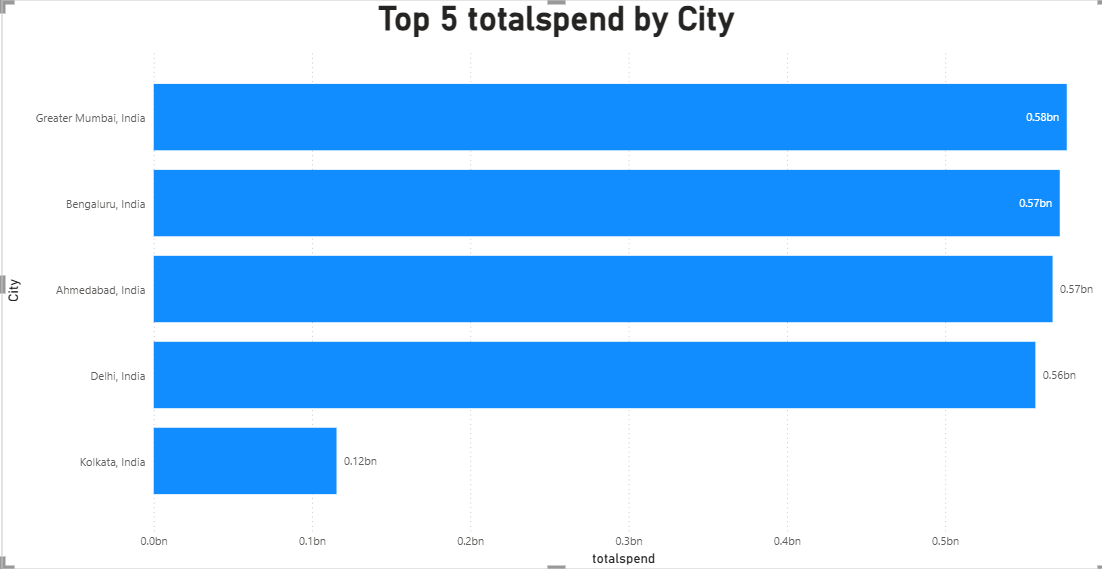 Top 5 totalspend by City
Greater Mumbai, India
0.58bn
Bengaluru, India
0.57bn
Ahmedabad, India
0.57bn
Delhi, India
0.56bn
Kolkata, India
0.12bn
City
0.0bn 0.1bn 0.2bn 0.3bn 0.4bn 0.5bn
totalspend